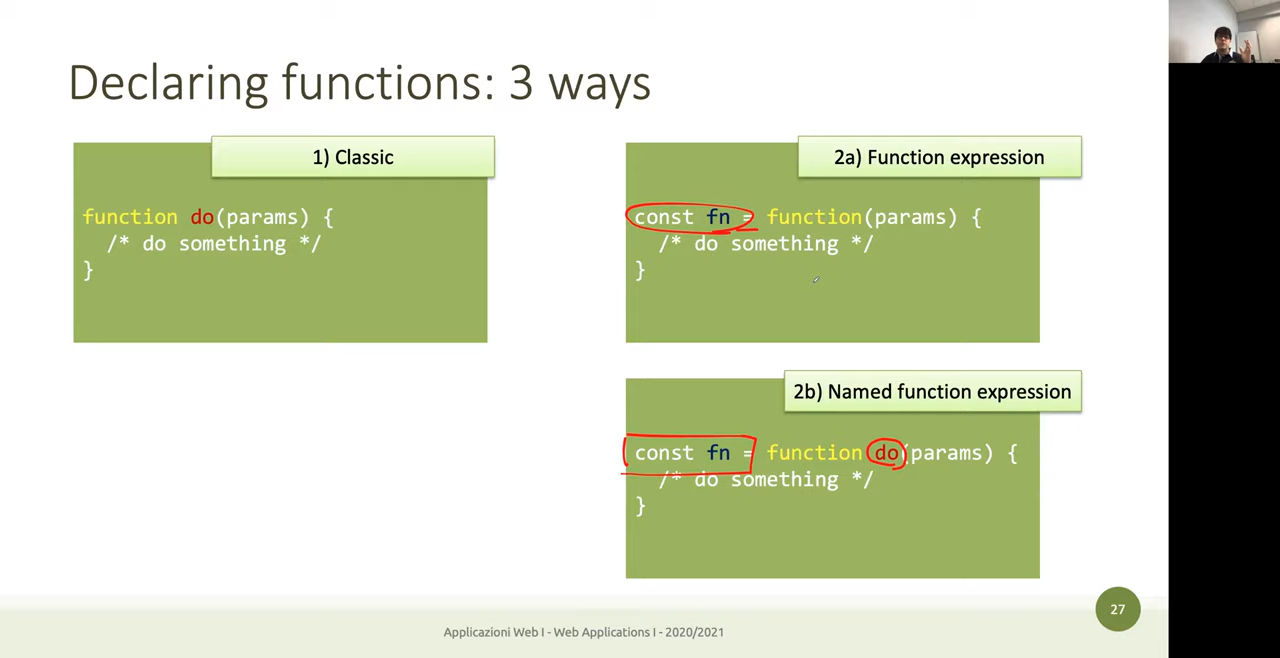 Declaring functions: 3 ways
1) Classic
function do(params) {
  /* do something */
}
2a) Function expression
const fn = function(params) {
  /* do something */
}
2b) Named function expression
const fn = function do(params) {
  /* do something */
}
27
Applicazioni Web I - Web Applications I - 2020/2021